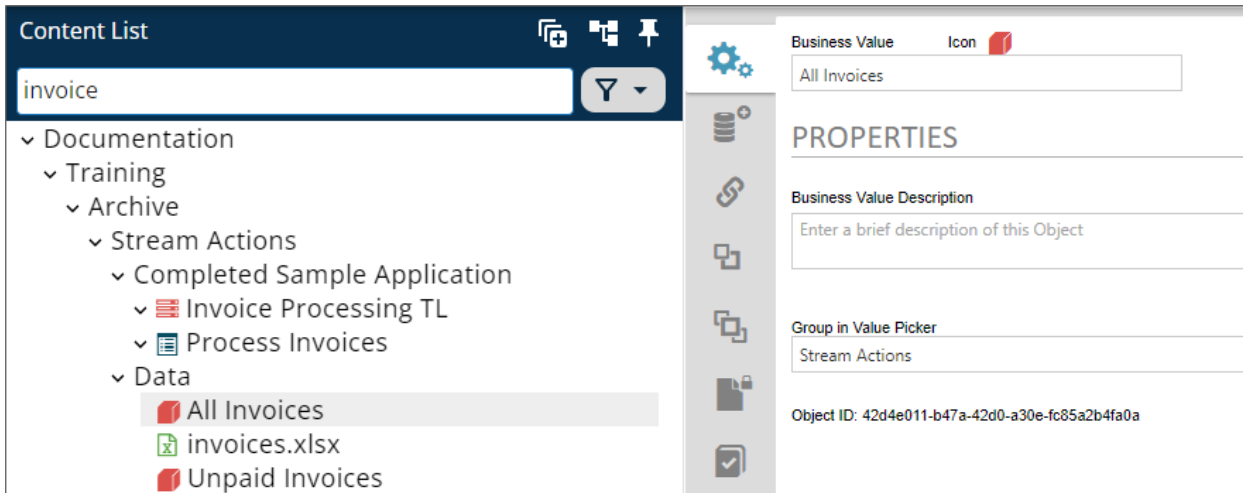 Content List
invoice
Documentation
Training
Archive
Stream Actions
Completed Sample Application
Invoice Processing TL
Process Invoices
Data
All Invoices
invoices.xlsx
Unpaid Invoices
Business Value Icon
All Invoices
PROPERTIES
Business Value Description
Enter a brief description of this Object
Group in Value Picker
Stream Actions
Object ID: 42d4e011-b47a-42d0-a30e-fc85a2b4fa0a